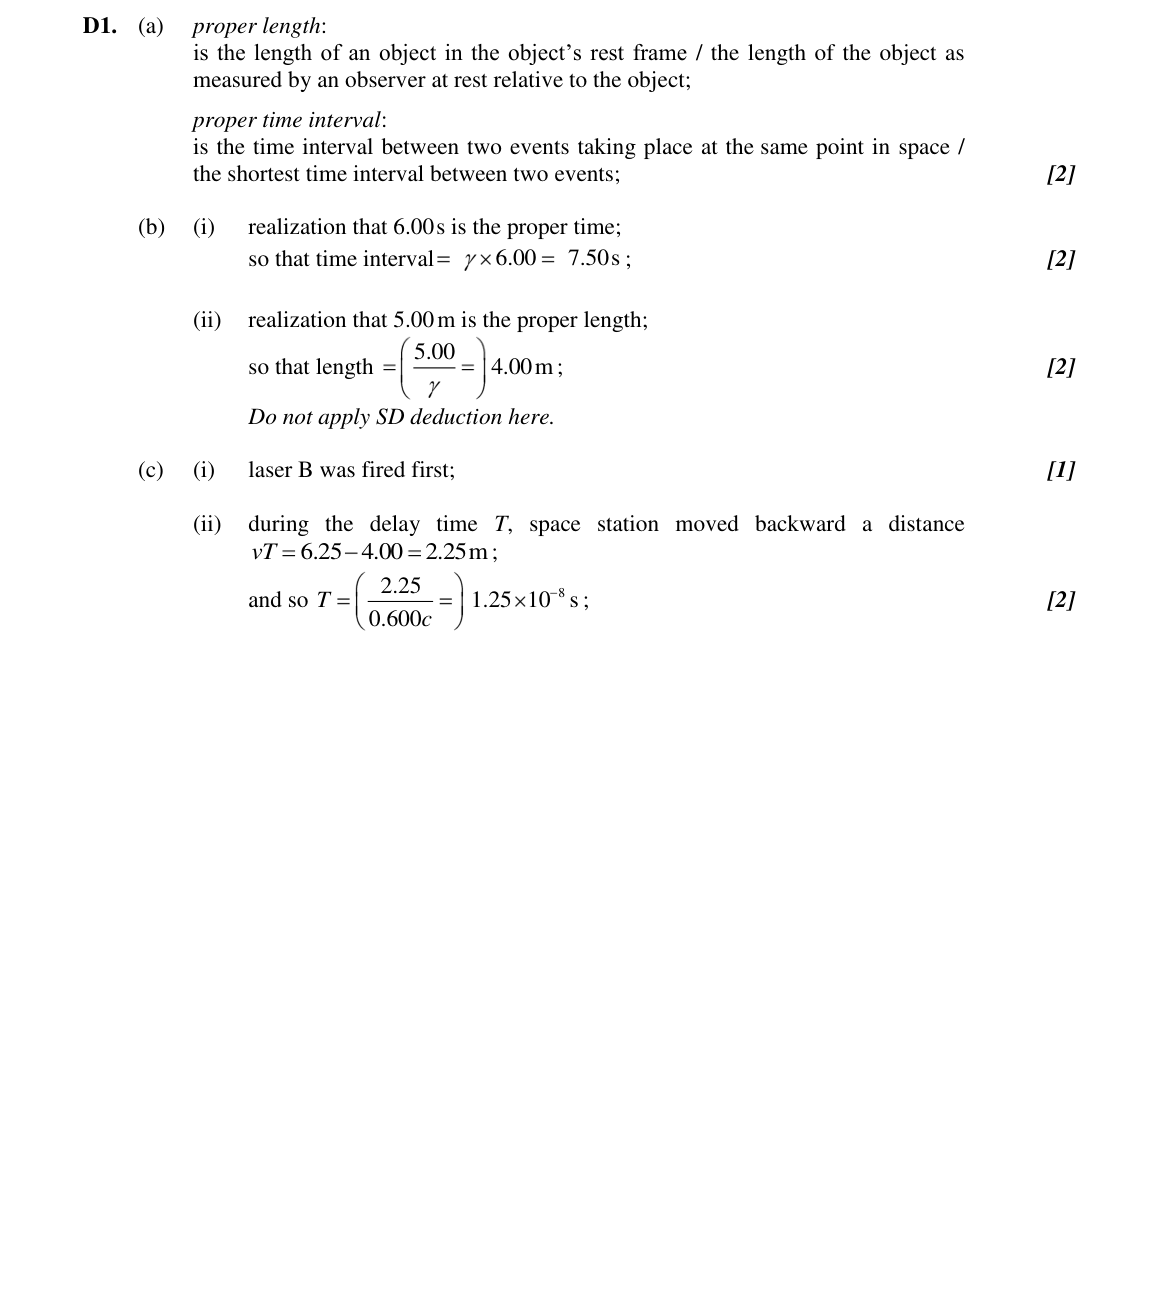 D1. (a) proper length:
is the length of an object in the object’s rest frame / the length of the object as
measured by an observer at rest relative to the object;
proper time interval:
is the time interval between two events taking place at the same point in space /
the shortest time interval between two events; [2]
(b) (i) realization that 6.00s is the proper time;
so that time interval = γ × 6.00 = 7.50s ; [2]
(ii) realization that 5.00m is the proper length;
so that length = (5.00/γ =) 4.00m ; [2]
Do not apply SD deduction here.
(c) (i) laser B was fired first; [1]
(ii) during the delay time T, space station moved backward a distance
vT = 6.25 − 4.00 = 2.25m ;
and so T = (2.25/0.600c =) 1.25×10⁻⁸ s ; [2]